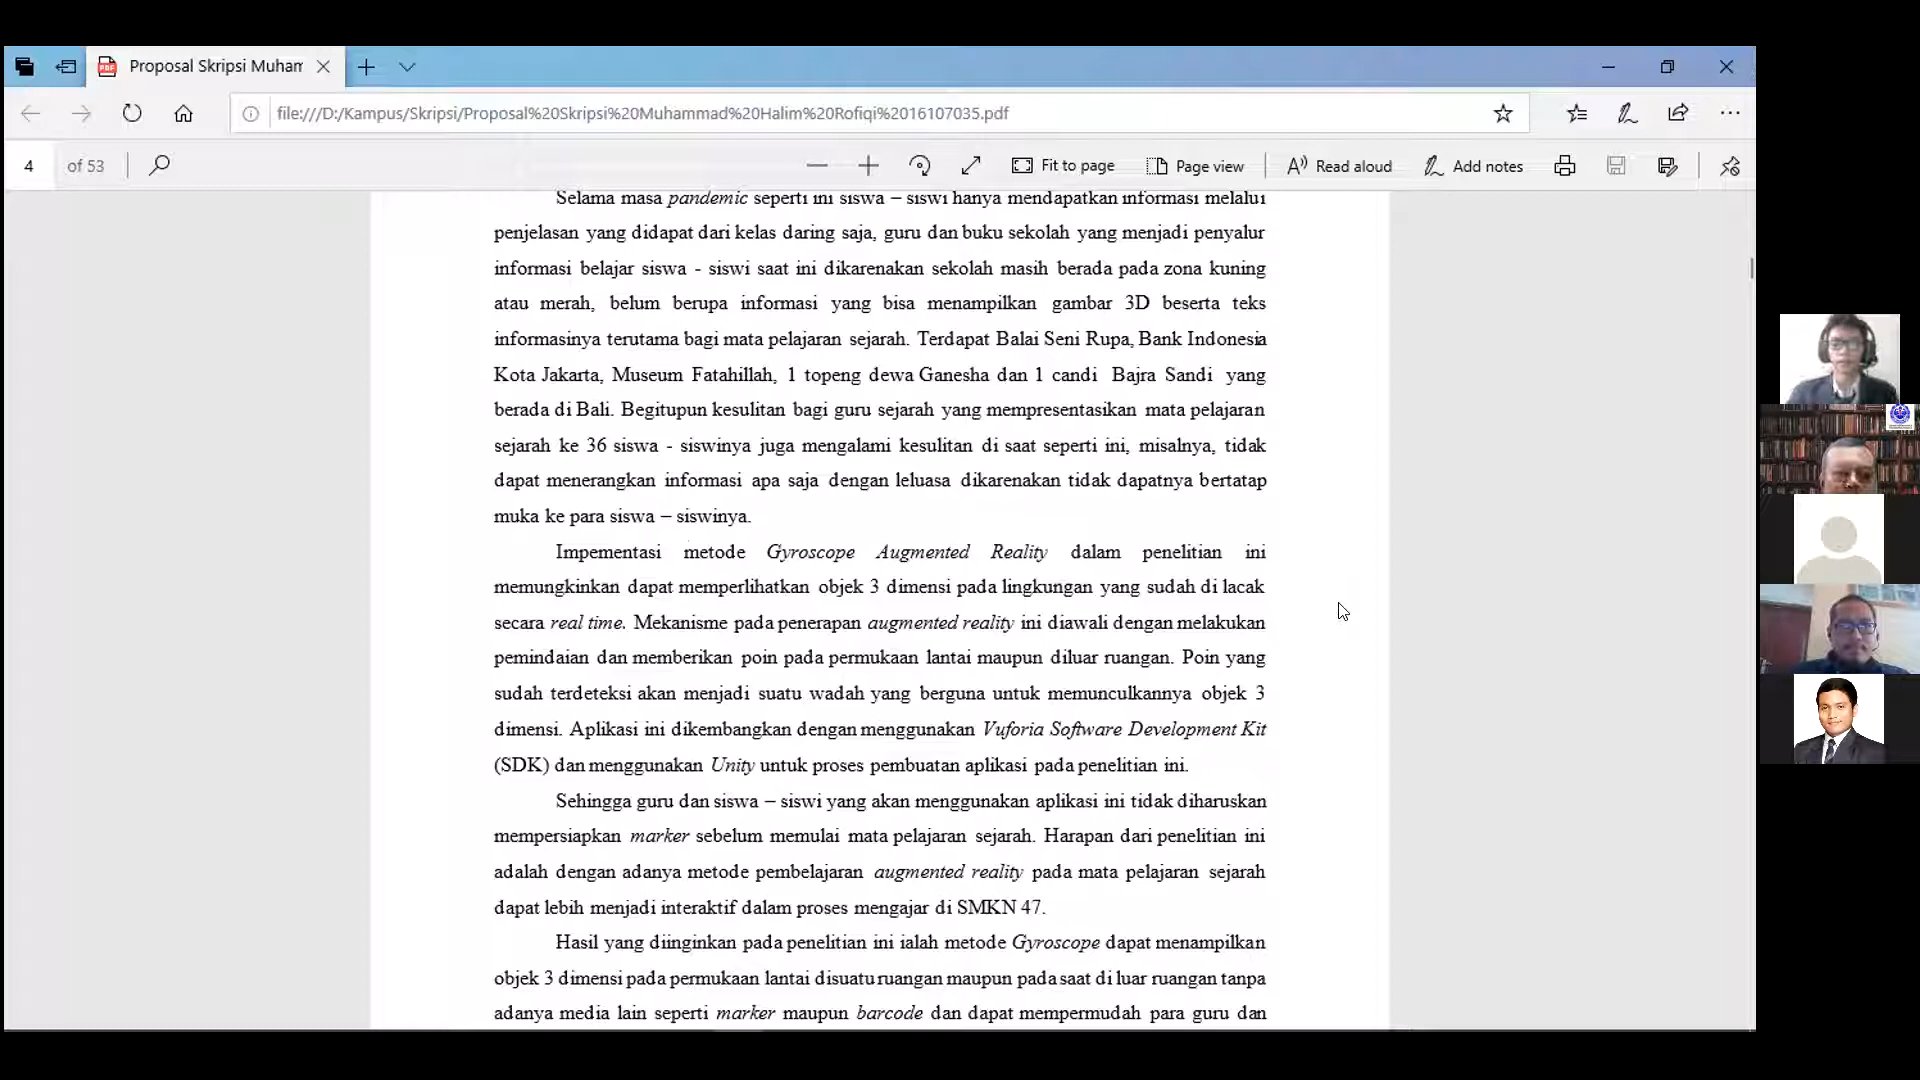 Proposal Skripsi Muham
file:///D:/Kampus/Skripsi/Proposal%20Skripsi%20Muhammad%20Halim%20Rofiqi%2016107035.pdf
4 of 53 Fit to page Page view Read aloud Add notes
Selama masa pandemic seperti ini siswa – siswi hanya mendapatkan informasi melalui
penjelasan yang didapat dari kelas daring saja, guru dan buku sekolah yang menjadi penyalur
informasi belajar siswa - siswi saat ini dikarenakan sekolah masih berada pada zona kuning
atau merah, belum berupa informasi yang bisa menampilkan gambar 3D beserta teks
informasinya terutama bagi mata pelajaran sejarah. Terdapat Balai Seni Rupa, Bank Indonesia
Kota Jakarta, Museum Fatahillah, 1 topeng dewa Ganesha dan 1 candi Bajra Sandi yang
berada di Bali. Begitupun kesulitan bagi guru sejarah yang mempresentasikan mata pelajaran
sejarah ke 36 siswa - siswinya juga mengalami kesulitan di saat seperti ini, misalnya, tidak
dapat menerangkan informasi apa saja dengan leluasa dikarenakan tidak dapatnya bertatap
muka ke para siswa – siswinya.
Impementasi metode Gyroscope Augmented Reality dalam penelitian ini
memungkinkan dapat memperlihatkan objek 3 dimensi pada lingkungan yang sudah di lacak
secara real time. Mekanisme pada penerapan augmented reality ini diawali dengan melakukan
pemindaian dan memberikan poin pada permukaan lantai maupun diluar ruangan. Poin yang
sudah terdeteksi akan menjadi suatu wadah yang berguna untuk memunculkannya objek 3
dimensi. Aplikasi ini dikembangkan dengan menggunakan Vuforia Software Development Kit
(SDK) dan menggunakan Unity untuk proses pembuatan aplikasi pada penelitian ini.
Sehingga guru dan siswa – siswi yang akan menggunakan aplikasi ini tidak diharuskan
mempersiapkan marker sebelum memulai mata pelajaran sejarah. Harapan dari penelitian ini
adalah dengan adanya metode pembelajaran augmented reality pada mata pelajaran sejarah
dapat lebih menjadi interaktif dalam proses mengajar di SMKN 47.
Hasil yang diinginkan pada penelitian ini ialah metode Gyroscope dapat menampilkan
objek 3 dimensi pada permukaan lantai disuatu ruangan maupun pada saat di luar ruangan tanpa
adanya media lain seperti marker maupun barcode dan dapat mempermudah para guru dan